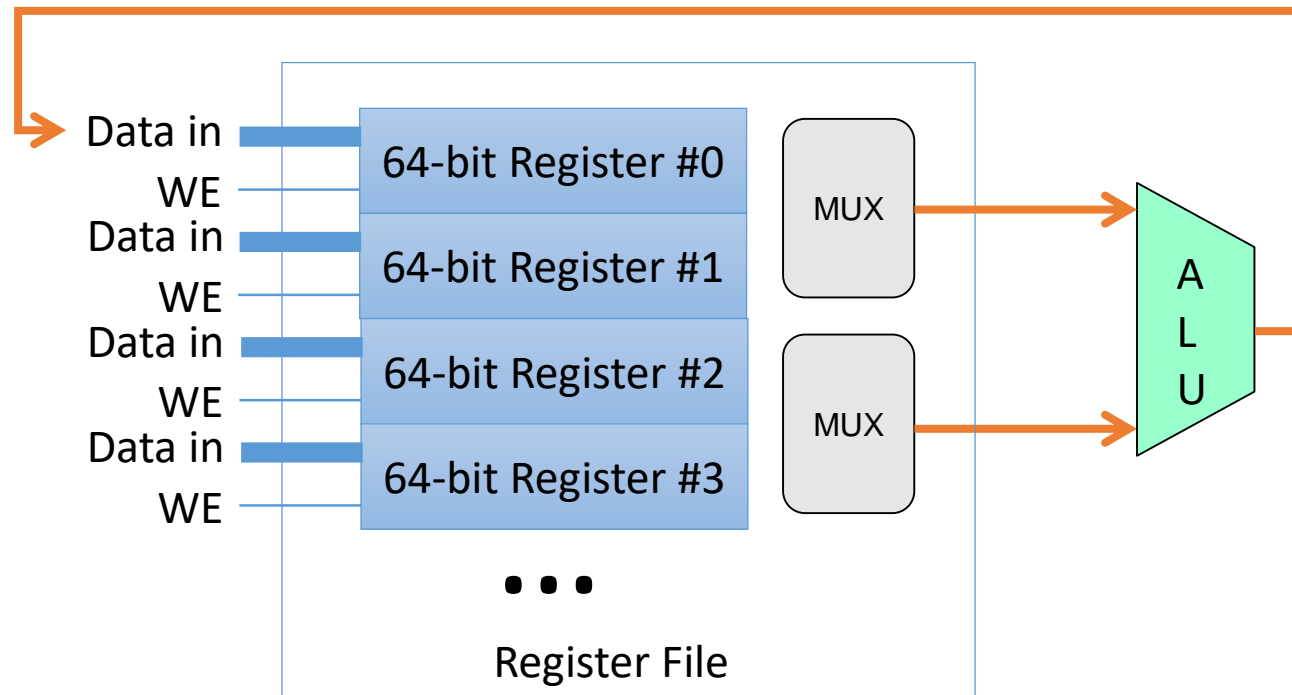 Data in
64-bit Register #0
WE
Data in
64-bit Register #1
WE
Data in
64-bit Register #2
WE
Data in
64-bit Register #3
WE
MUX
MUX
A
L
U
...
Register File